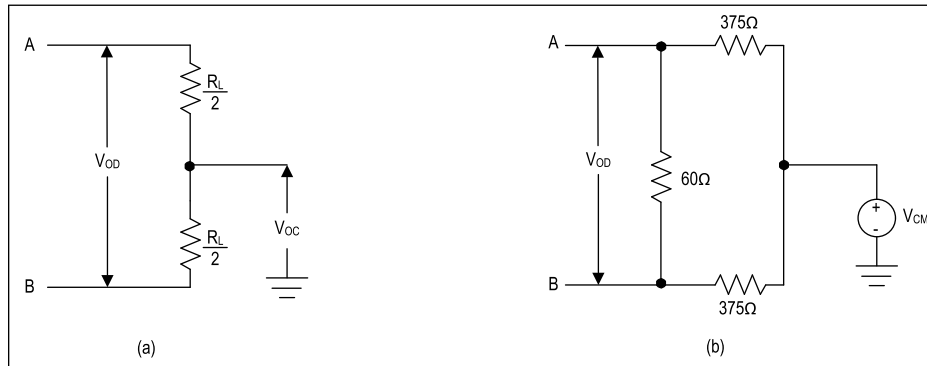 A
R_L
2
V_OD
R_L
2
V_OC
B
(a)
375Ω
A
V_OD
60Ω
+
-
V_CM
B
375Ω
(b)